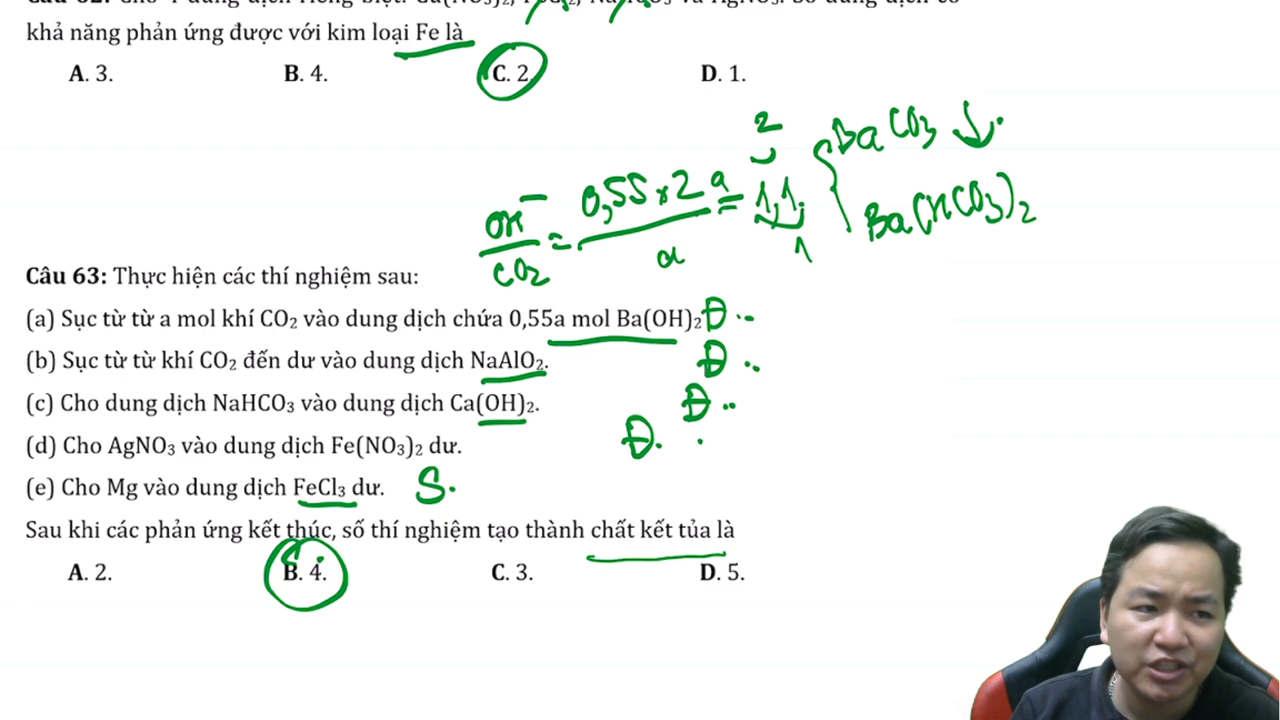 khả năng phản ứng được với kim loại Fe là
A. 3. B. 4. C. 2 D. 1.
2
OH⁻ / CO₂ = 0,55 x 2 a / a = 1,1.
1
BaCO₃ ↓
Ba(HCO₃)₂
Câu 63: Thực hiện các thí nghiệm sau:
(a) Sục từ từ a mol khí CO₂ vào dung dịch chứa 0,55a mol Ba(OH)₂ Đ
(b) Sục từ từ khí CO₂ đến dư vào dung dịch NaAlO₂. Đ
(c) Cho dung dịch NaHCO₃ vào dung dịch Ca(OH)₂. Đ
(d) Cho AgNO₃ vào dung dịch Fe(NO₃)₂ dư. Đ.
(e) Cho Mg vào dung dịch FeCl₃ dư. S.
Sau khi các phản ứng kết thúc, số thí nghiệm tạo thành chất kết tủa là
A. 2. B. 4. C. 3. D. 5.